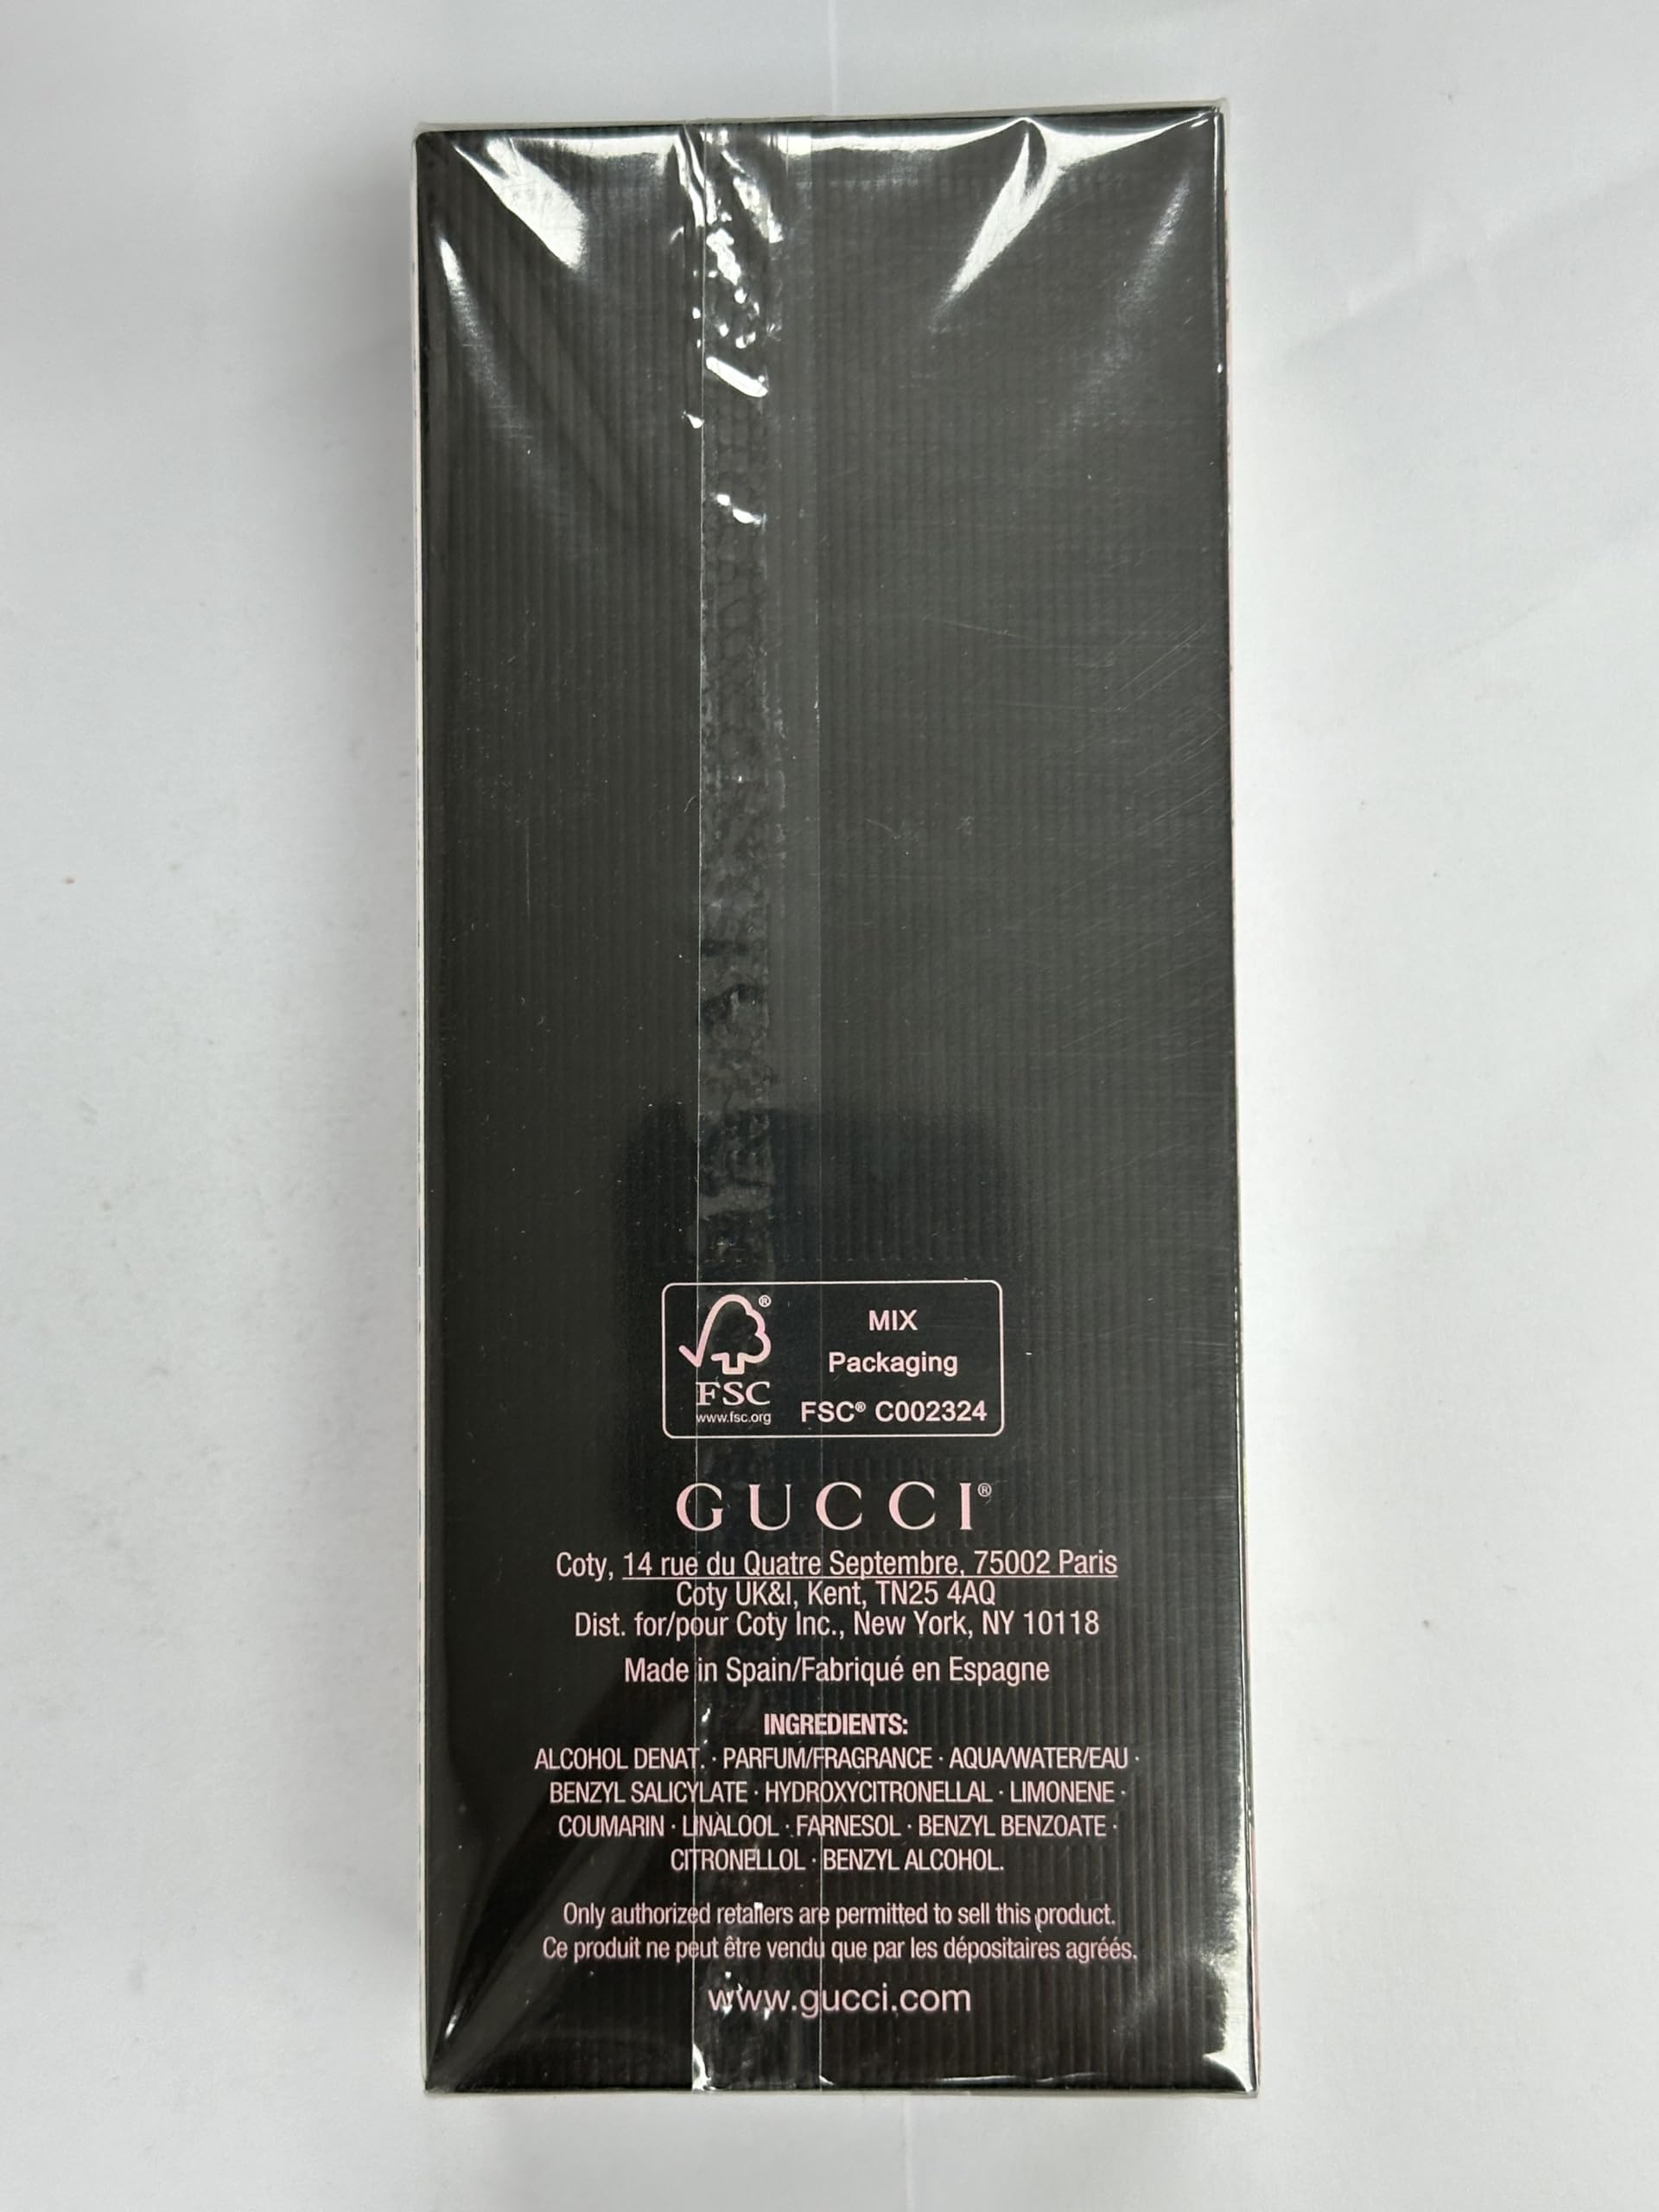 MIX
Packaging
FSC
www.fsc.org
FSC® C002324
GUCCI®
Coty, 14 rue du Quatre Septembre, 75002 Paris
Coty UK&I, Kent, TN25 4AQ
Dist. for/pour Coty Inc., New York, NY 10118
Made in Spain/Fabriqué en Espagne
INGREDIENTS:
ALCOHOL DENAT. · PARFUM/FRAGRANCE · AQUA/WATER/EAU ·
BENZYL SALICYLATE · HYDROXYCITRONELLAL · LIMONENE ·
COUMARIN · LINALOOL · FARNESOL · BENZYL BENZOATE ·
CITRONELLOL · BENZYL ALCOHOL.
Only authorized retailers are permitted to sell this product.
Ce produit ne peut être vendu que par les dépositaires agréés.
www.gucci.com